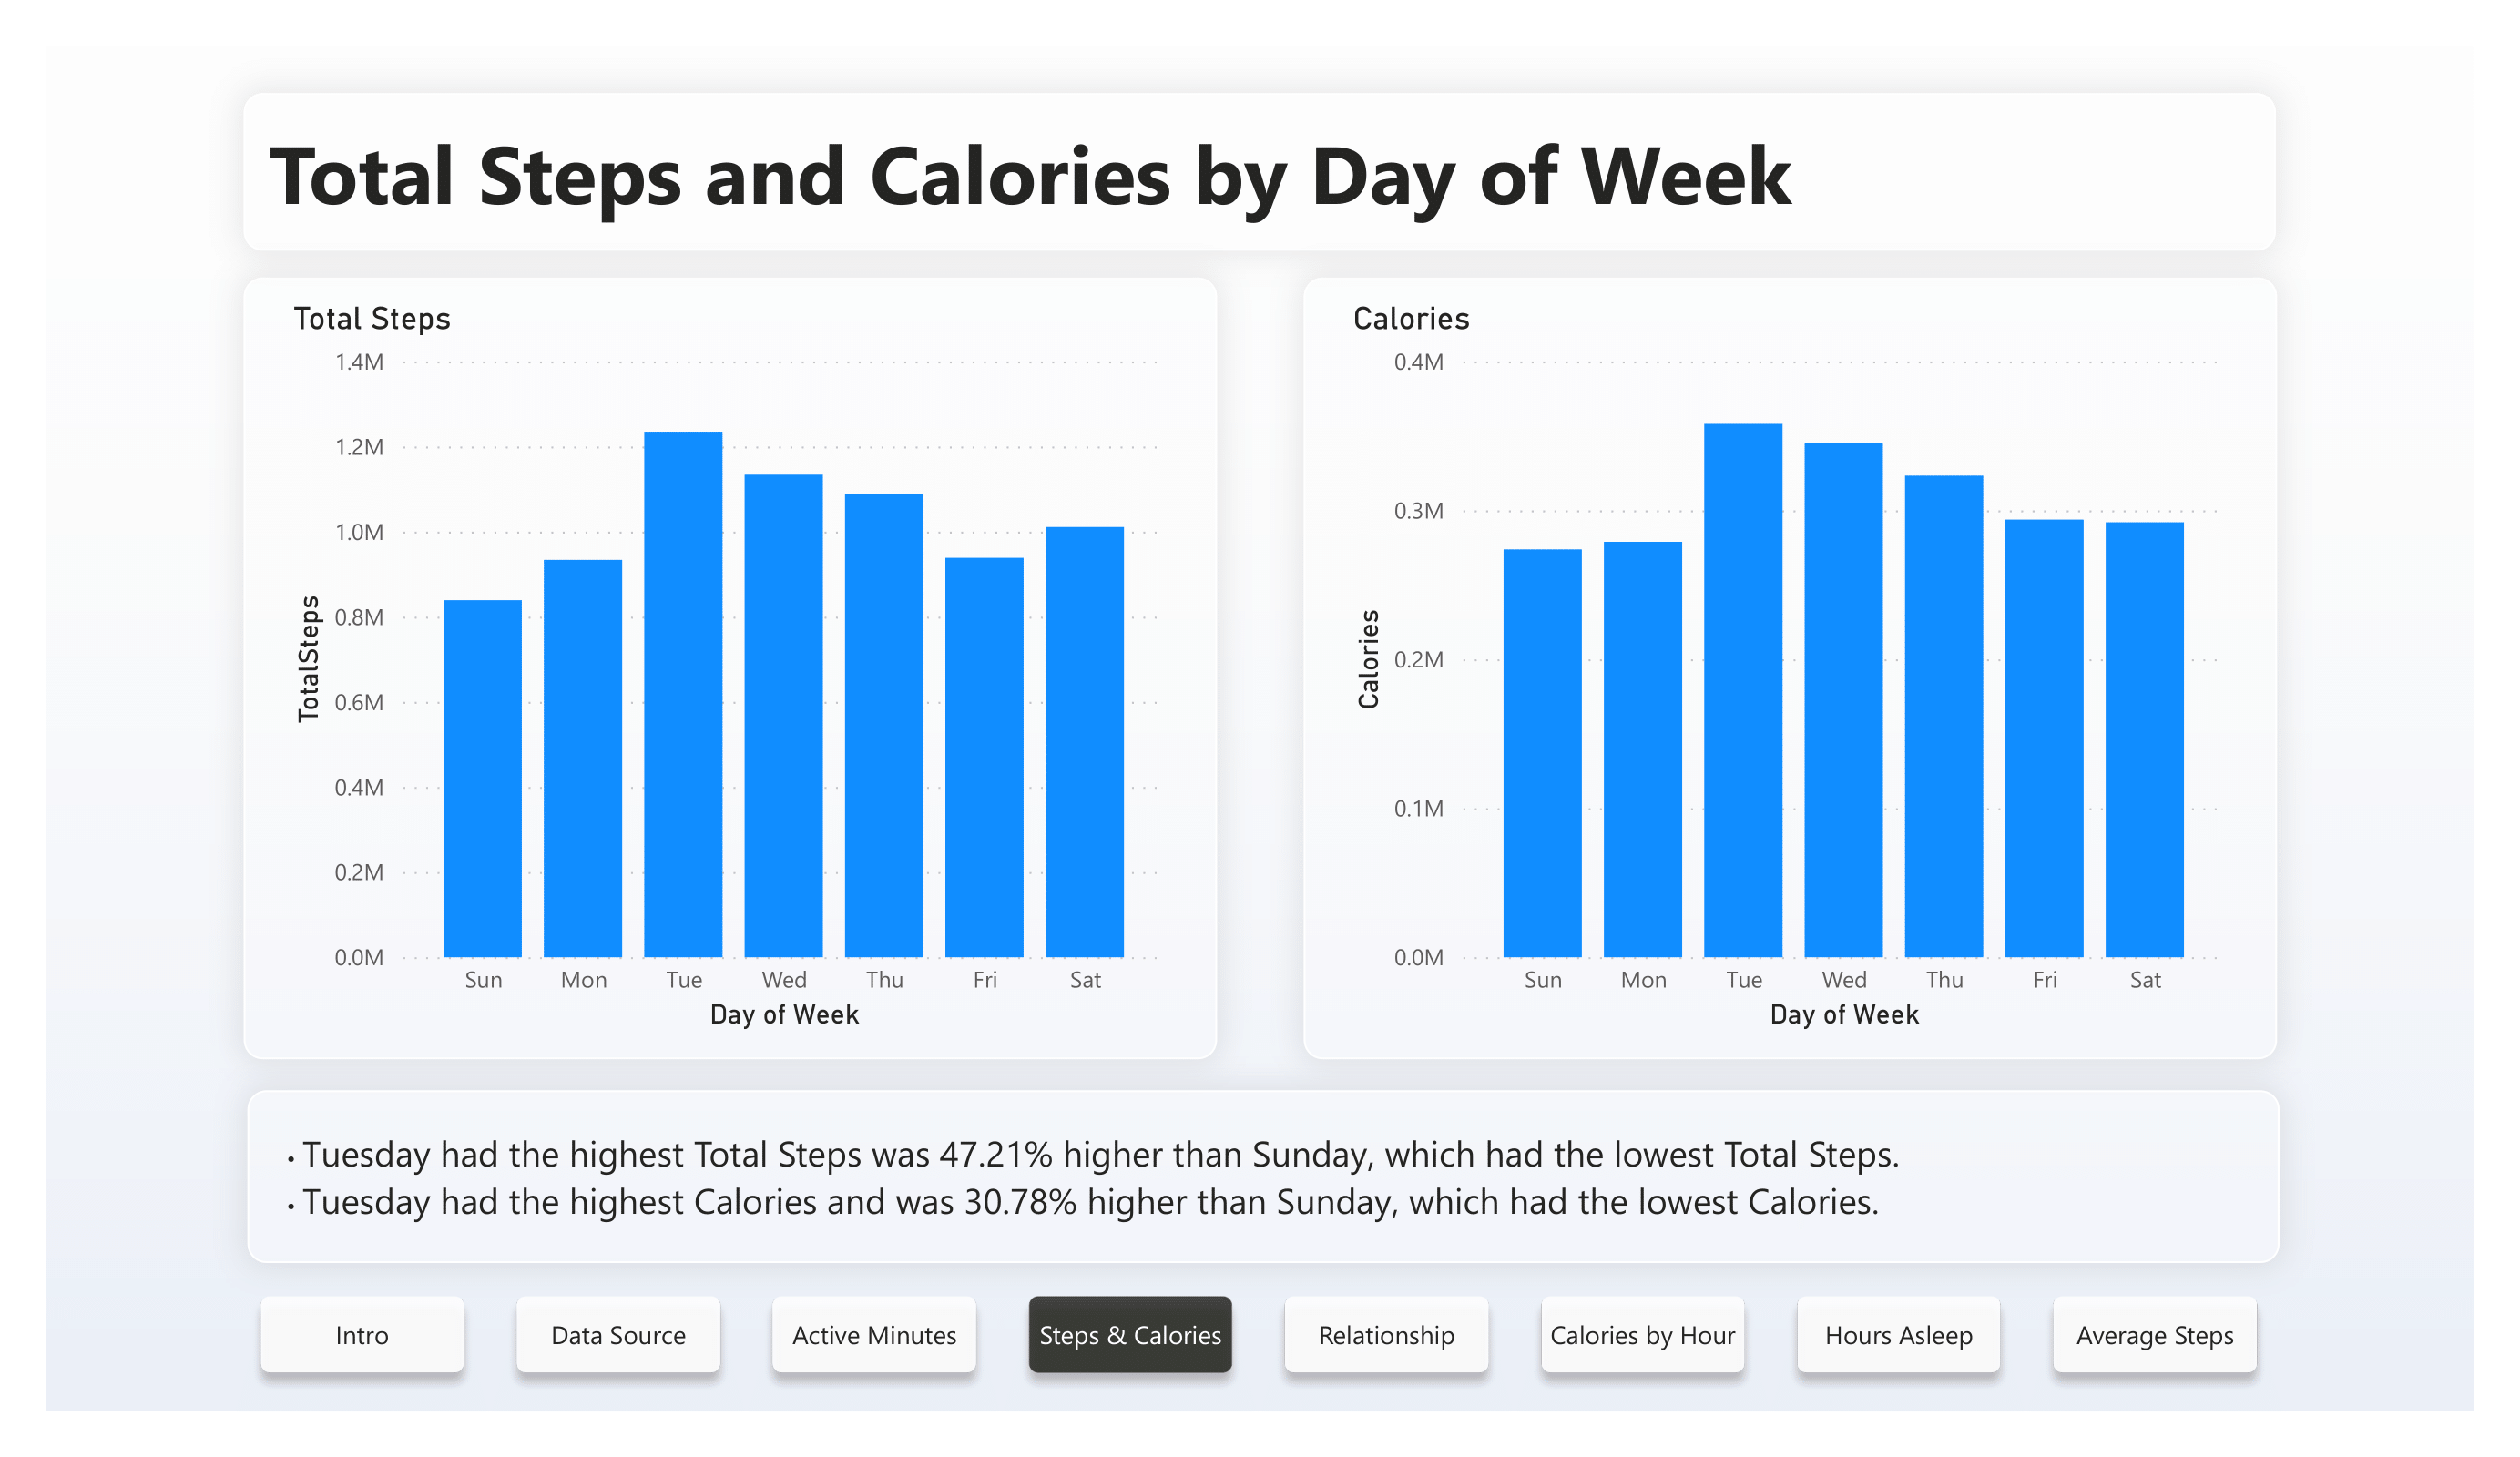 Total Steps and Calories by Day of Week
Total Steps
1.4M
1.2M
1.0M
0.8M
0.6M
0.4M
0.2M
0.0M
TotalSteps
Sun Mon Tue Wed Thu Fri Sat
Day of Week
Calories
0.4M
0.3M
0.2M
0.1M
0.0M
Calories
Sun Mon Tue Wed Thu Fri Sat
Day of Week
• Tuesday had the highest Total Steps was 47.21% higher than Sunday, which had the lowest Total Steps.
• Tuesday had the highest Calories and was 30.78% higher than Sunday, which had the lowest Calories.
Intro Data Source Active Minutes Steps & Calories Relationship Calories by Hour Hours Asleep Average Steps